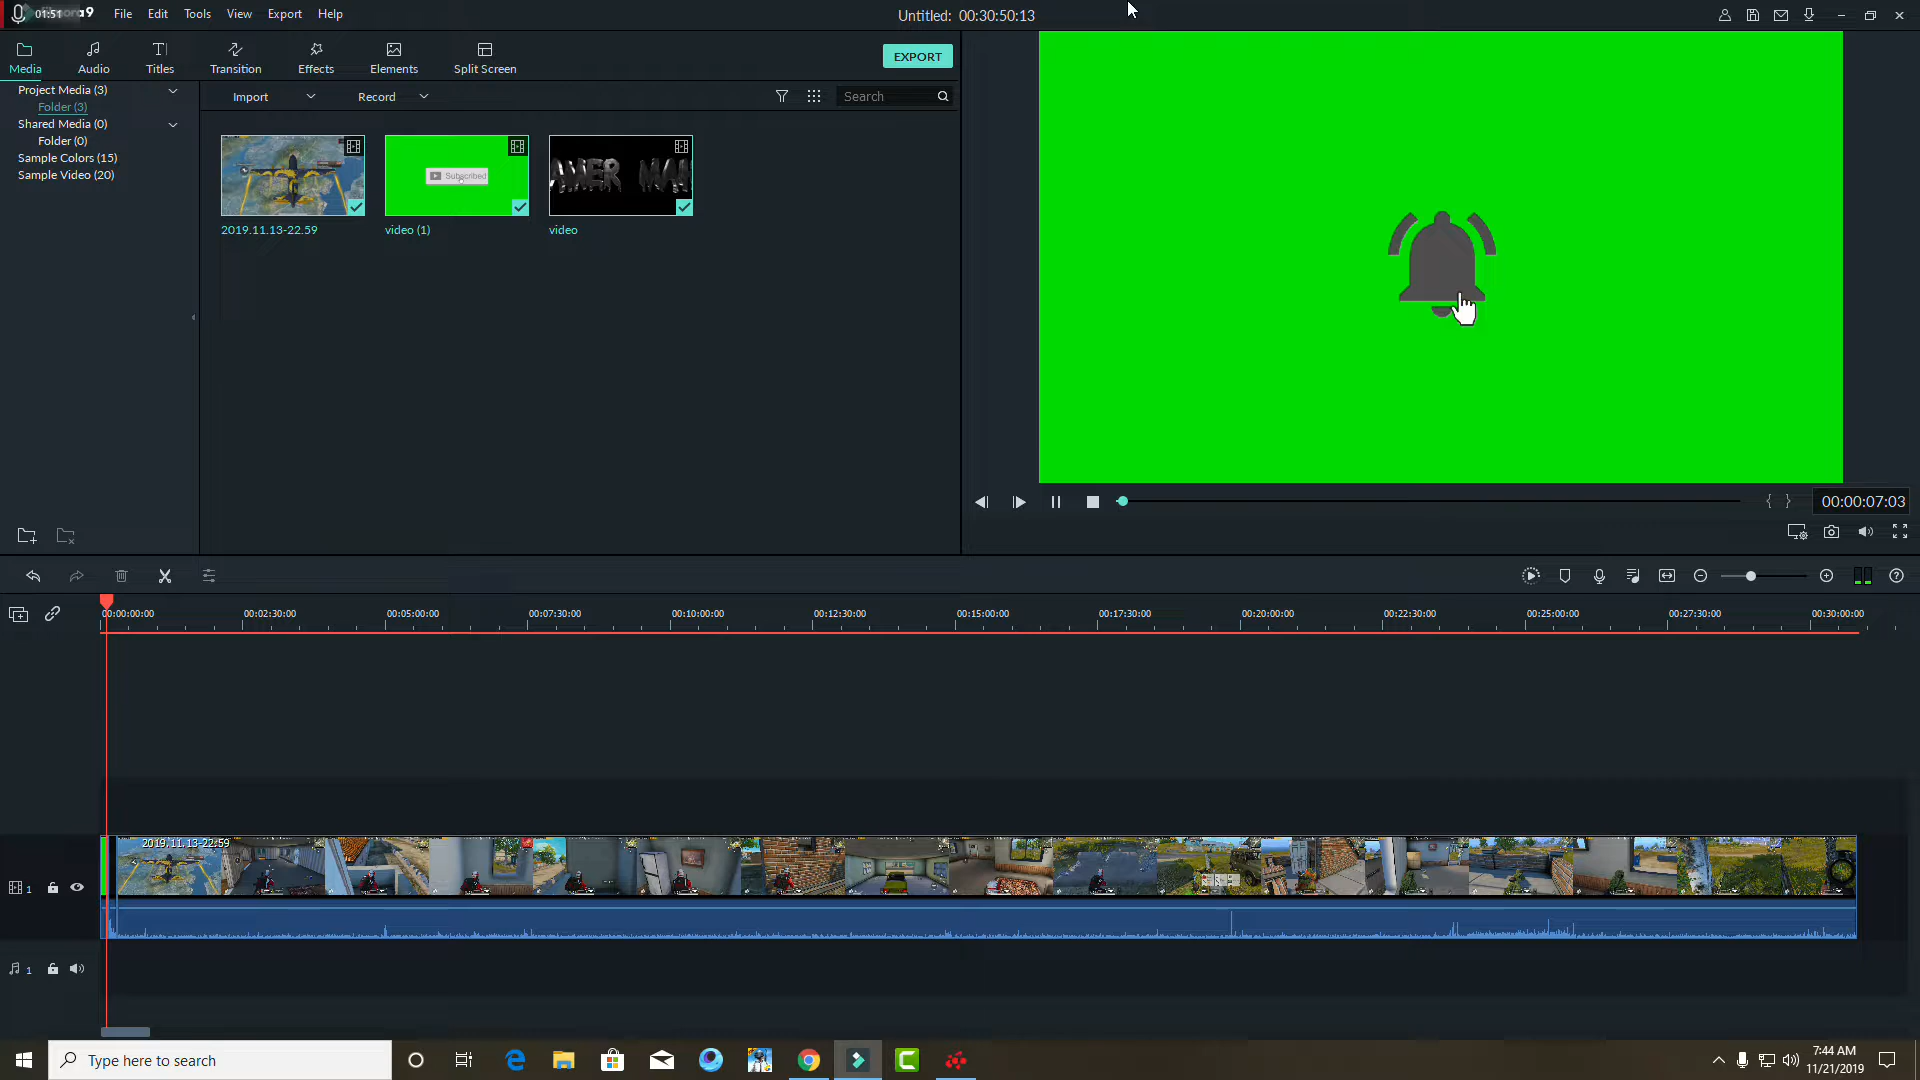 01:51
File Edit Tools View Export Help
Untitled: 00:30:50:13
Media
Audio
Titles
Transition
Effects
Elements
Split Screen
EXPORT
Project Media (3)
Folder (3)
Shared Media (0)
Folder (0)
Sample Colors (15)
Sample Video (20)
Import
Record
Search
Subscribed
2019.11.13-22.59
video (1)
video
00:00:07:03
00:00:00:00 00:02:30:00 00:05:00:00 00:07:30:00 00:10:00:00 00:12:30:00 00:15:00:00 00:17:30:00 00:20:00:00 00:22:30:00 00:25:00:00 00:27:30:00 00:30:00:00
2019.11.13-22:59
1
1
Type here to search
7:44 AM
11/21/2019